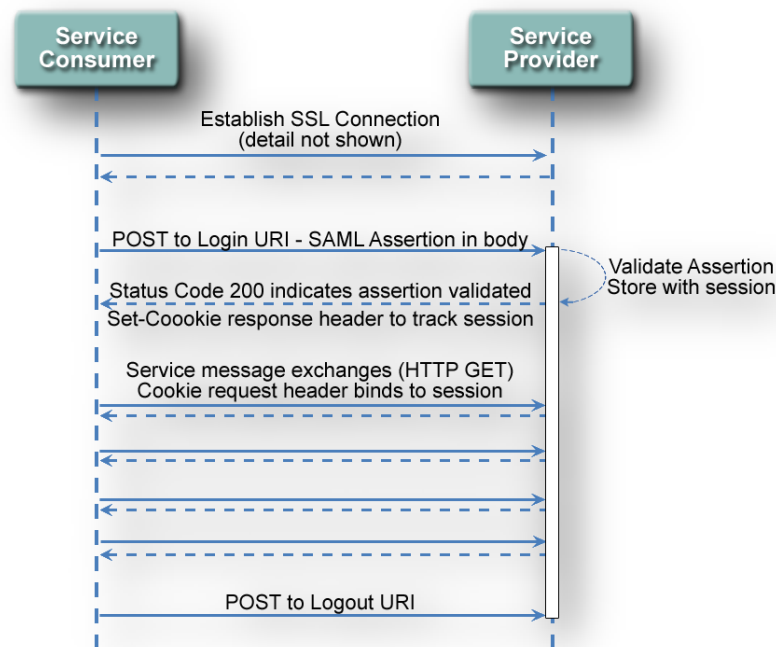 Service
Consumer
Service
Provider
Establish SSL Connection
(detail not shown)
POST to Login URI - SAML Assertion in body
Validate Assertion
Store with session
Status Code 200 indicates assertion validated
Set-Coookie response header to track session
Service message exchanges (HTTP GET)
Cookie request header binds to session
POST to Logout URI